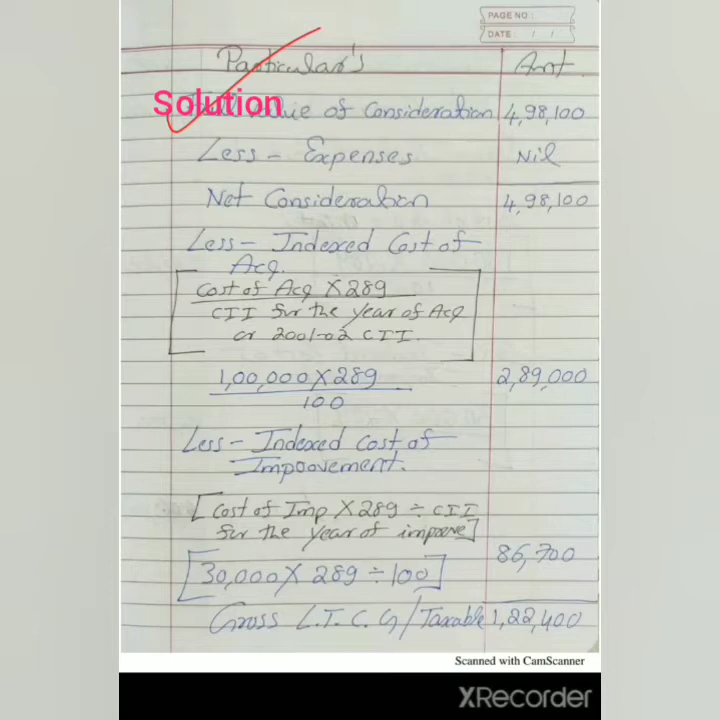 PAGE NO :
DATE : / /
Particular's Amt
Solution
Value of Consideration 4,98,100
Less - Expenses Nil
Net Consideration 4,98,100
Less - Indexed Cost of
Acq.
Cost of Acq X 289
CII for the year of Acq
or 2001-02 CII.
1,00,000 X 289 2,89,000
100
Less - Indexed Cost of
Impoovement.
[Cost of Imp X 289 ÷ CII
for the year of improve]
86,700
[30,000 X 289 ÷ 100]
Gross L.T.C.G/Taxable 1,22,400
Scanned with CamScanner
XRecorder